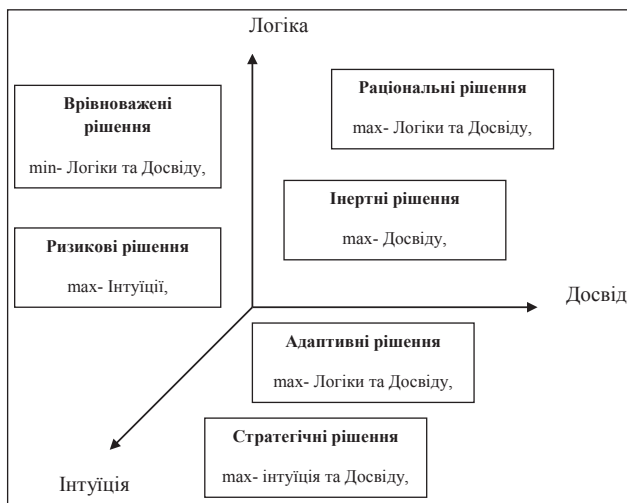 Логіка
Врівноважені
рішення
min- Логіки та Досвіду,
Раціональні рішення
max- Логіки та Досвіду,
Інертні рішення
max- Досвіду,
Ризикові рішення
max- Інтуїції,
Досвід
Адаптивні рішення
max- Логіки та Досвіду,
Стратегічні рішення
max- інтуїція та Досвіду,
Інтуїція